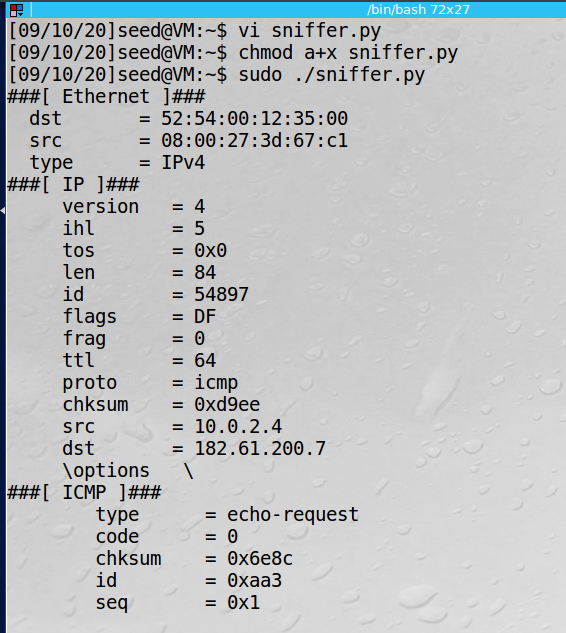 /bin/bash 72x27
[09/10/20]seed@VM:~$ vi sniffer.py
[09/10/20]seed@VM:~$ chmod a+x sniffer.py
[09/10/20]seed@VM:~$ sudo ./sniffer.py
###[ Ethernet ]###
  dst       = 52:54:00:12:35:00
  src       = 08:00:27:3d:67:c1
  type      = IPv4
###[ IP ]###
     version   = 4
     ihl       = 5
     tos       = 0x0
     len       = 84
     id        = 54897
     flags     = DF
     frag      = 0
     ttl       = 64
     proto     = icmp
     chksum    = 0xd9ee
     src       = 10.0.2.4
     dst       = 182.61.200.7
     \options   \
###[ ICMP ]###
        type      = echo-request
        code      = 0
        chksum    = 0x6e8c
        id        = 0xaa3
        seq       = 0x1